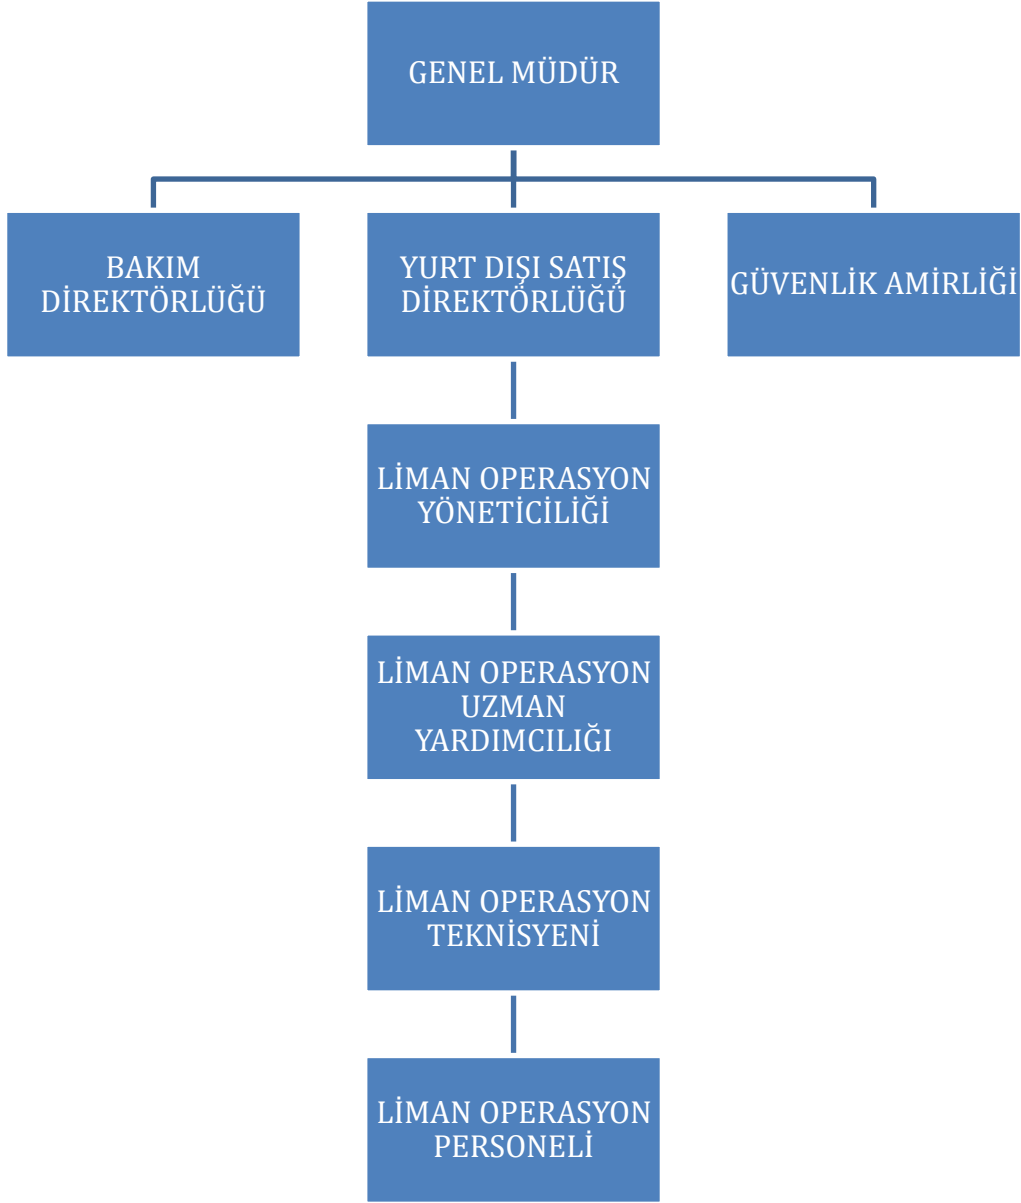 GENEL MÜDÜR
BAKIM
DİREKTÖRLÜĞÜ
YURT DIŞI SATIŞ
DİREKTÖRLÜĞÜ
GÜVENLİK AMİRLİĞİ
LİMAN OPERASYON
YÖNETİCİLİĞİ
LİMAN OPERASYON
UZMAN
YARDIMCILIĞI
LİMAN OPERASYON
TEKNİSYENİ
LİMAN OPERASYON
PERSONELİ